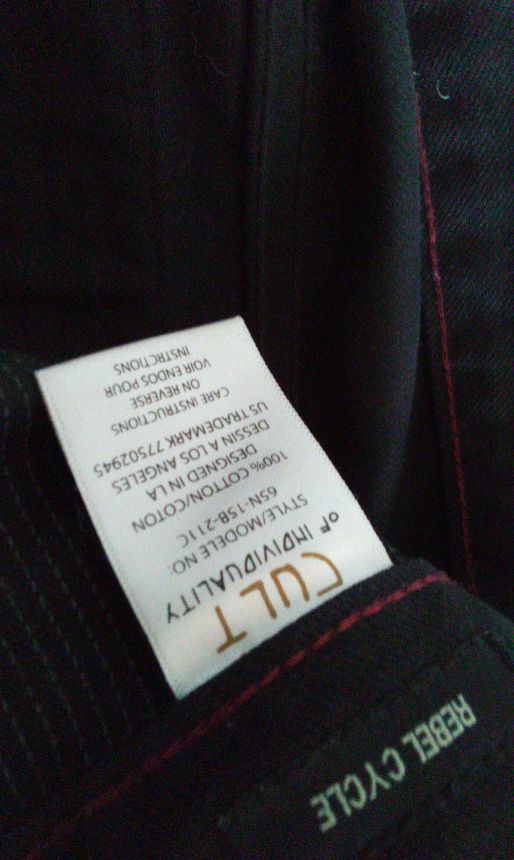 CULT
OF INDIVIDUALITY
STYLE/MODELE NO:
65N-15B-211C
100% COTTON/COTON
DESIGNED IN LA
DESSIN A LOS ANGELES
US TRADEMARK 77502945
CARE INSTRUCTIONS
ON REVERSE
VOIR ENDOS POUR
INSTRUCTIONS
REBEL CYCLE